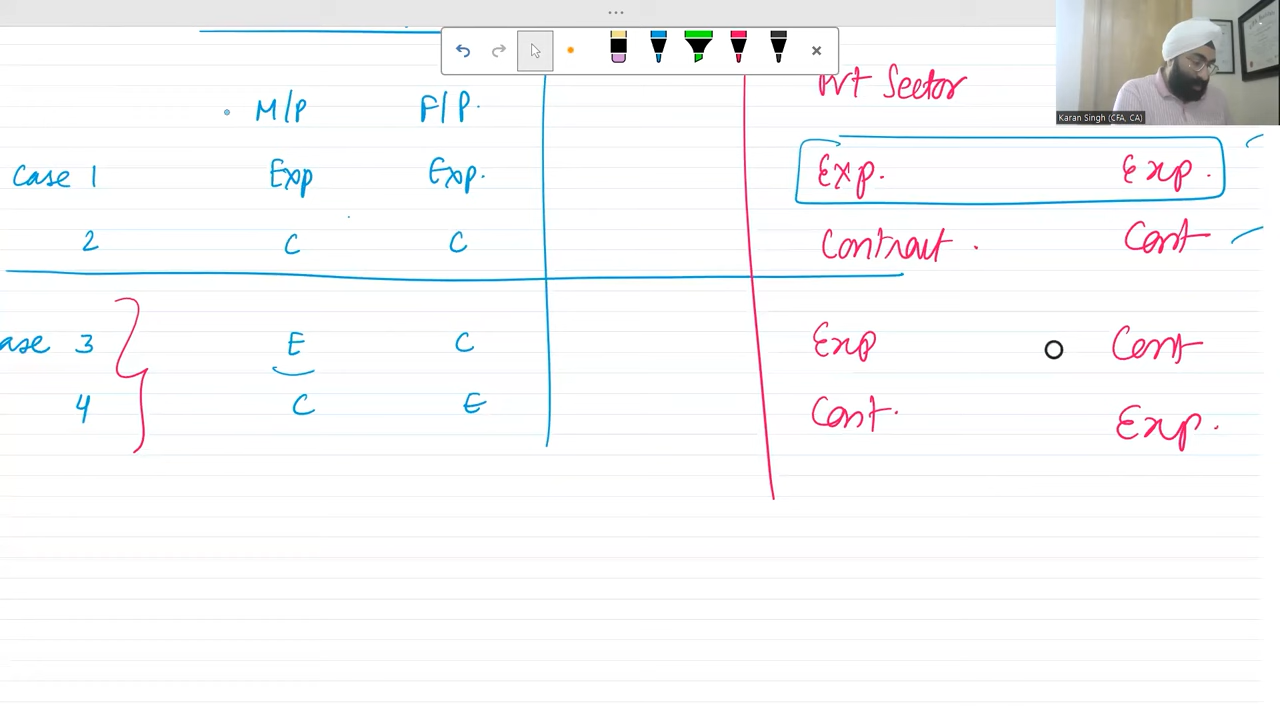 Karan Singh (CFA, CA)
Pvt Sector
M/P F/P.
Case 1 Exp Exp. Exp. Exp.
2 C C Contract. Cont
ase 3 E C Exp Cont
4 C E Cont. Exp.